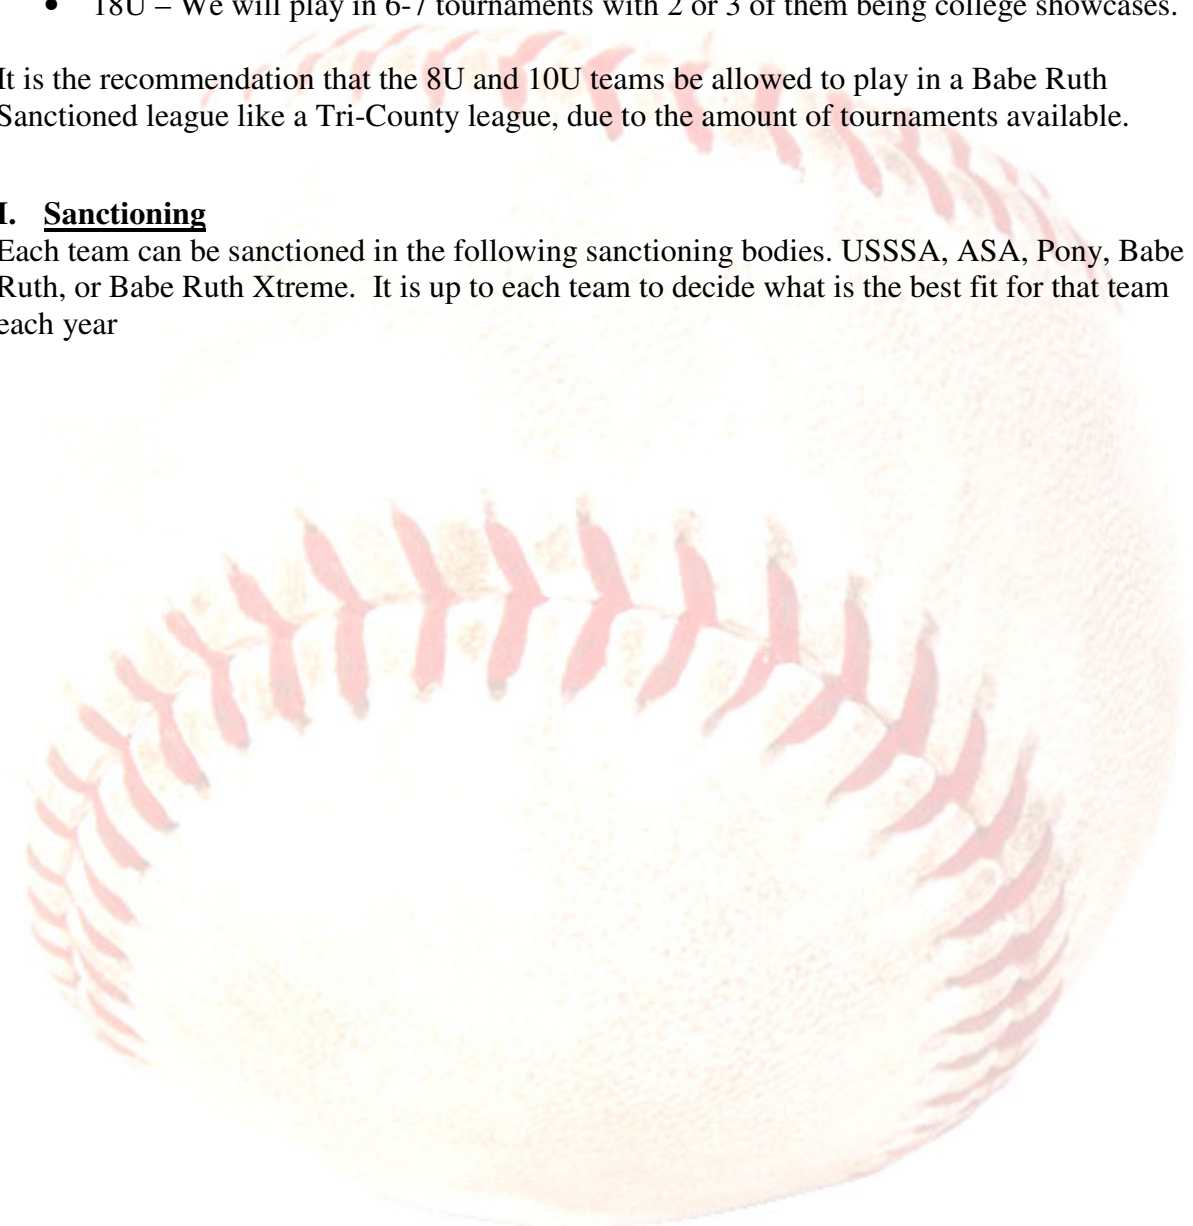 • 18U – We will play in 6-7 tournaments with 2 or 3 of them being college showcases.
It is the recommendation that the 8U and 10U teams be allowed to play in a Babe Ruth
Sanctioned league like a Tri-County league, due to the amount of tournaments available.
I. Sanctioning
Each team can be sanctioned in the following sanctioning bodies. USSSA, ASA, Pony, Babe
Ruth, or Babe Ruth Xtreme. It is up to each team to decide what is the best fit for that team
each year